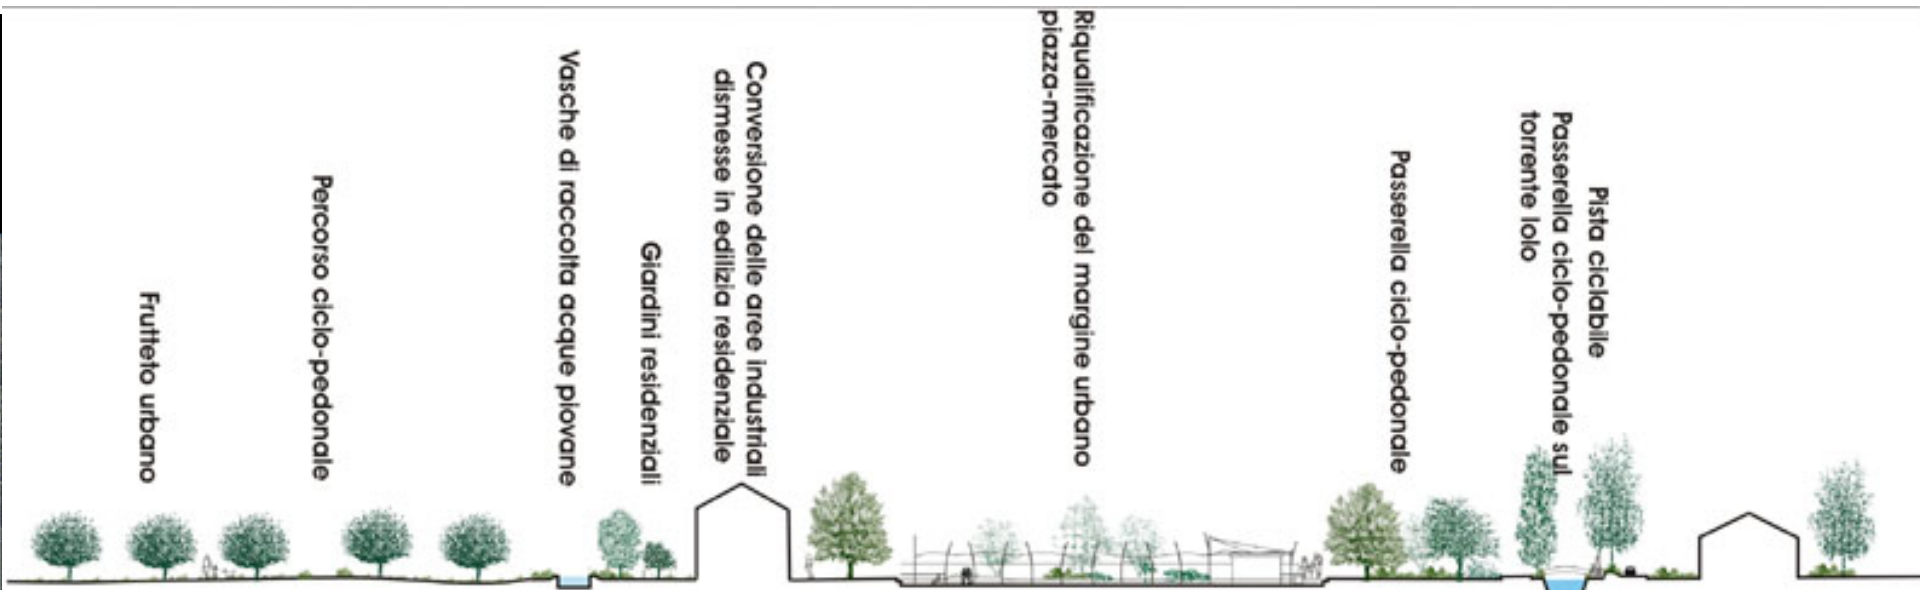 Frutteto urbano
Percorso ciclo-pedonale
Vasche di raccolta acque piovane
Giardini residenziali
Conversione delle aree industriali
dismesse in edilizia residenziale
Riqualificazione del margine urbano
piazza-mercato
Passerella ciclo-pedonale
Passerella ciclo-pedonale sul
torrente Iolo
Pista ciclabile